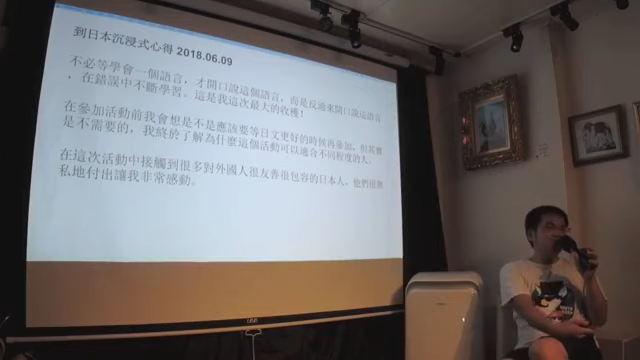 到日本沉浸式心得 2018.06.09
不必等學會一個語言，才開口說這個語言，而是反過來開口說這語言
，在錯誤中不斷學習。這是我這次最大的收穫！
在參加活動前我會想是不是應該要等日文更好的時候再參加，但其實
是不需要的，我終於了解為什麼這個活動可以適合不同程度的人。
在這次活動中接觸到很多對外國人很友善很包容的日本人，他們很無
私地付出讓我非常感動。